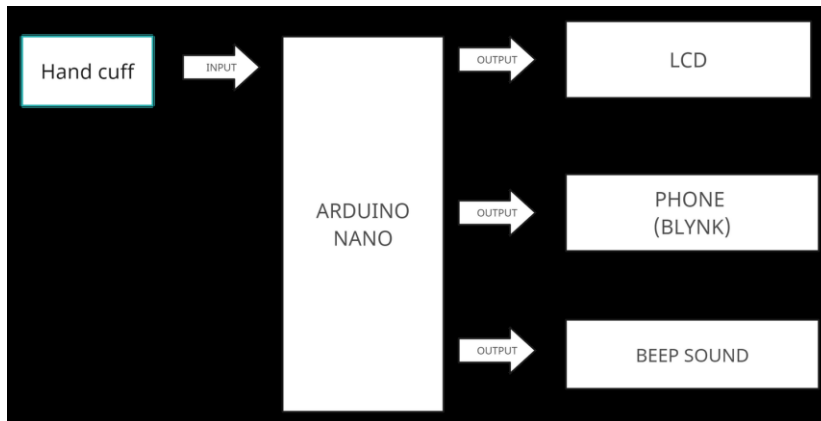 Hand cuff
INPUT
ARDUINO
NANO
OUTPUT
LCD
OUTPUT
PHONE
(BLYNK)
OUTPUT
BEEP SOUND